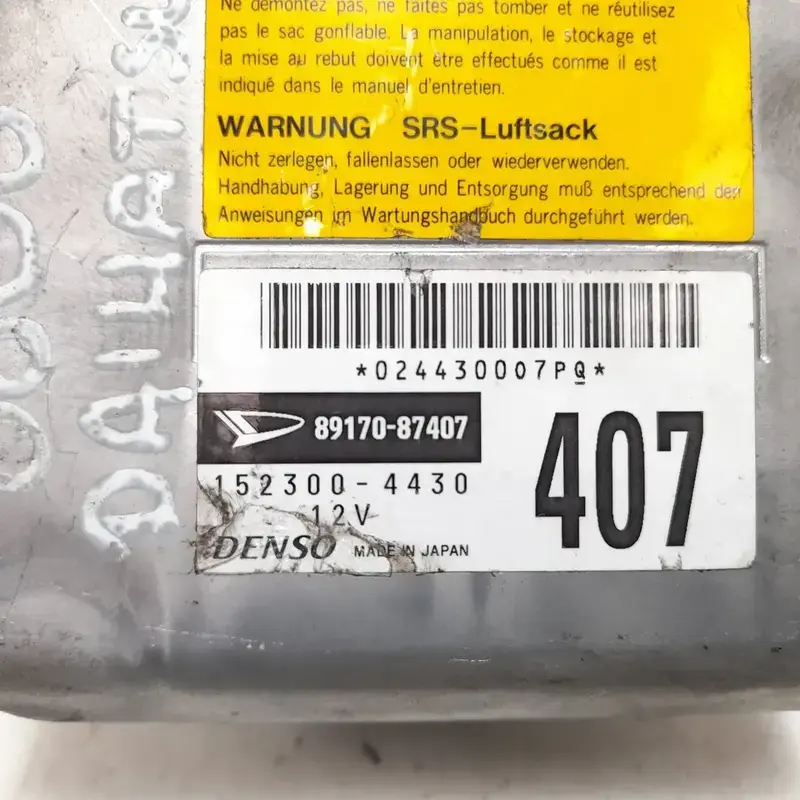 Ne démontez pas, ne faites pas tomber et ne réutilisez
pas le sac gonflable. La manipulation, le stockage et
la mise au rebut doivent être effectués comme il est
indiqué dans le manuel d'entretien.
WARNUNG SRS-Luftsack
Nicht zerlegen, fallenlassen oder wiederverwenden.
Handhabung, Lagerung und Entsorgung muß entsprechend den
Anweisungen im Wartungshandbuch durchgeführt werden.
*024430007PQ*
89170-87407
407
152300-4430
12V
DENSO MADE IN JAPAN
DAIHATSU